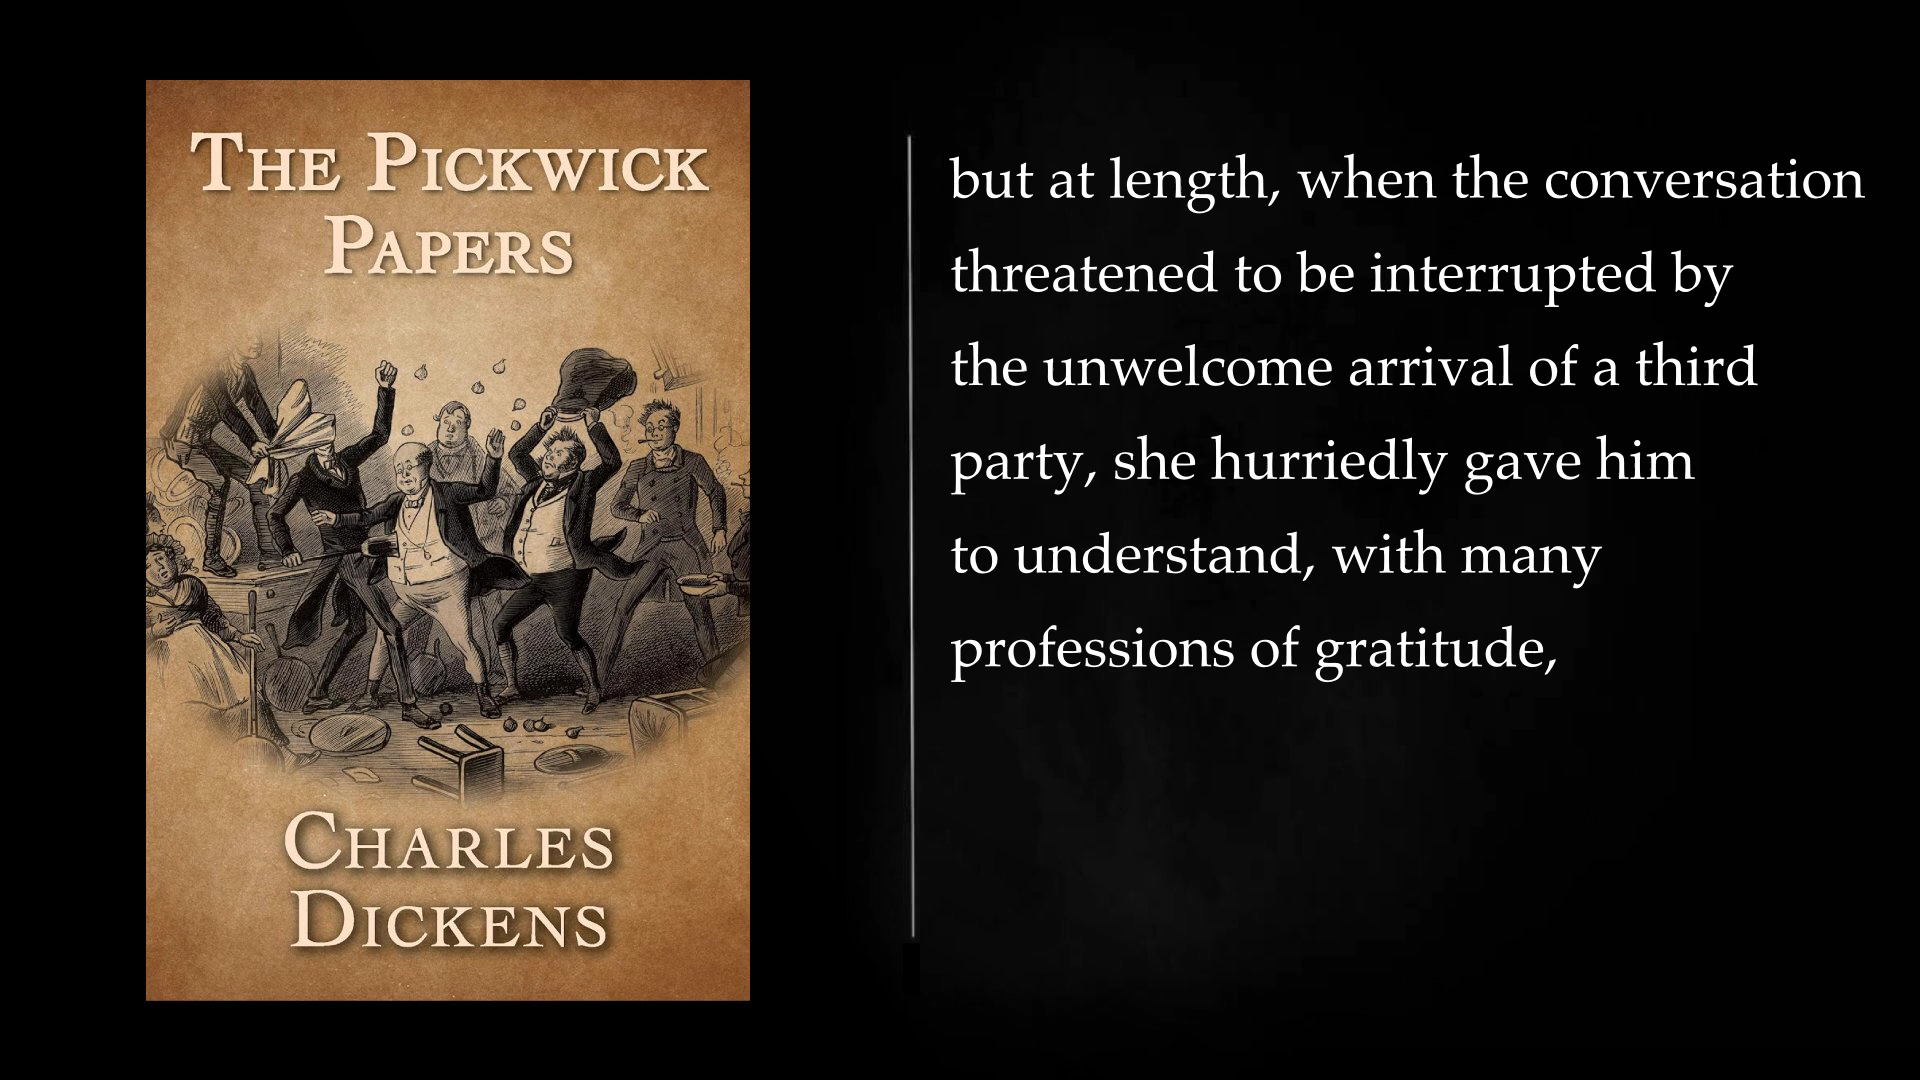 The Pickwick
Papers
Charles
Dickens
but at length, when the conversation
threatened to be interrupted by
the unwelcome arrival of a third
party, she hurriedly gave him
to understand, with many
professions of gratitude,